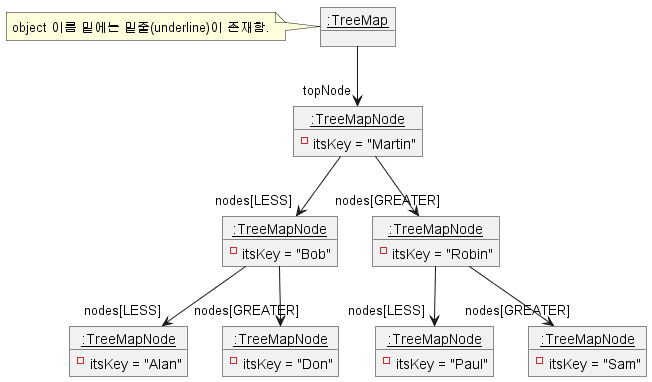 object 이름 밑에는 밑줄(underline)이 존재함.
:TreeMap
topNode
:TreeMapNode
itsKey = "Martin"
nodes[LESS]
nodes[GREATER]
:TreeMapNode
itsKey = "Bob"
:TreeMapNode
itsKey = "Robin"
nodes[LESS]
nodes[GREATER]
nodes[LESS]
nodes[GREATER]
:TreeMapNode
itsKey = "Alan"
:TreeMapNode
itsKey = "Don"
:TreeMapNode
itsKey = "Paul"
:TreeMapNode
itsKey = "Sam"